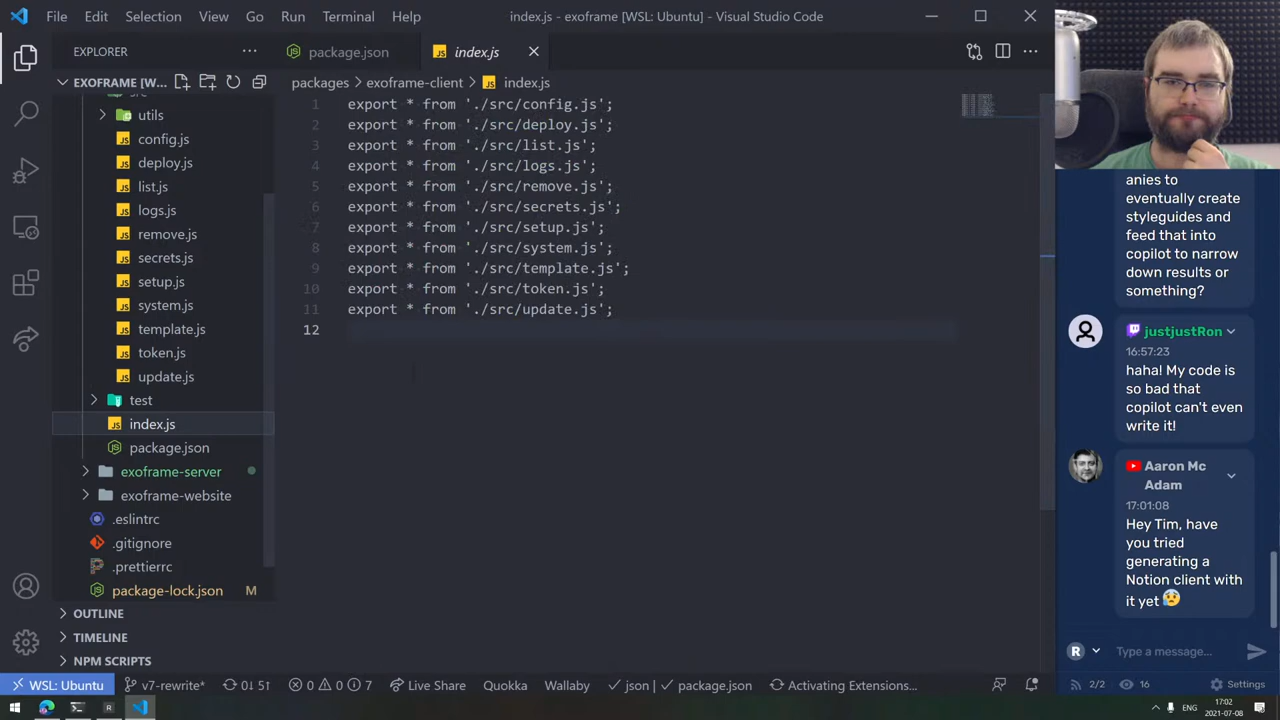 File Edit Selection View Go Run Terminal Help
index.js - exoframe [WSL: Ubuntu] - Visual Studio Code
EXPLORER
EXOFRAME [W...
utils
config.js
deploy.js
list.js
logs.js
remove.js
secrets.js
setup.js
system.js
template.js
token.js
update.js
test
index.js
package.json
exoframe-server
exoframe-website
.eslintrc
.gitignore
.prettierrc
package-lock.json M
OUTLINE
TIMELINE
NPM SCRIPTS
package.json index.js
packages > exoframe-client > index.js
1 export * from './src/config.js';
2 export * from './src/deploy.js';
3 export * from './src/list.js';
4 export * from './src/logs.js';
5 export * from './src/remove.js';
6 export * from './src/secrets.js';
7 export * from './src/setup.js';
8 export * from './src/system.js';
9 export * from './src/template.js';
10 export * from './src/token.js';
11 export * from './src/update.js';
12
anies to
eventually create
styleguides and
feed that into
copilot to narrow
down results or
something?
justjustRon
16:57:23
haha! My code is
so bad that
copilot can't even
write it!
Aaron Mc
Adam
17:01:08
Hey Tim, have
you tried
generating a
Notion client with
it yet 😰
R Type a message...
2/2 16 Settings
WSL: Ubuntu v7-rewrite* 0↓ 5↑ 0 0 7 Live Share Quokka Wallaby ✓ json ✓ package.json Activating Extensions...
R ENG 17:02
2021-07-08